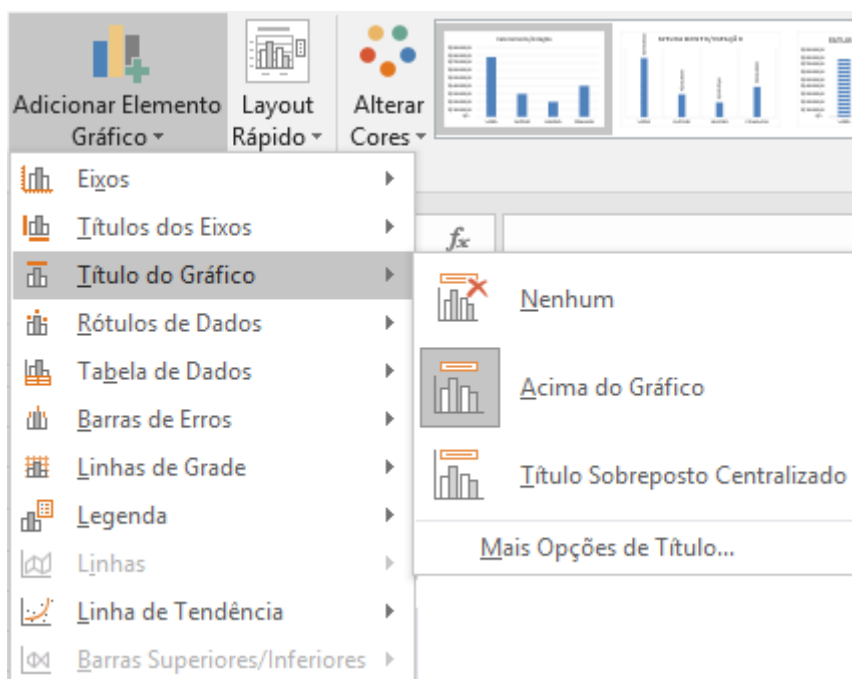 Adicionar Elemento
Gráfico
Layout
Rápido
Alterar
Cores
Eixos
Títulos dos Eixos
fx
Título do Gráfico
Nenhum
Rótulos de Dados
Tabela de Dados
Acima do Gráfico
Barras de Erros
Linhas de Grade
Título Sobreposto Centralizado
Legenda
Mais Opções de Título...
Linhas
Linha de Tendência
Barras Superiores/Inferiores